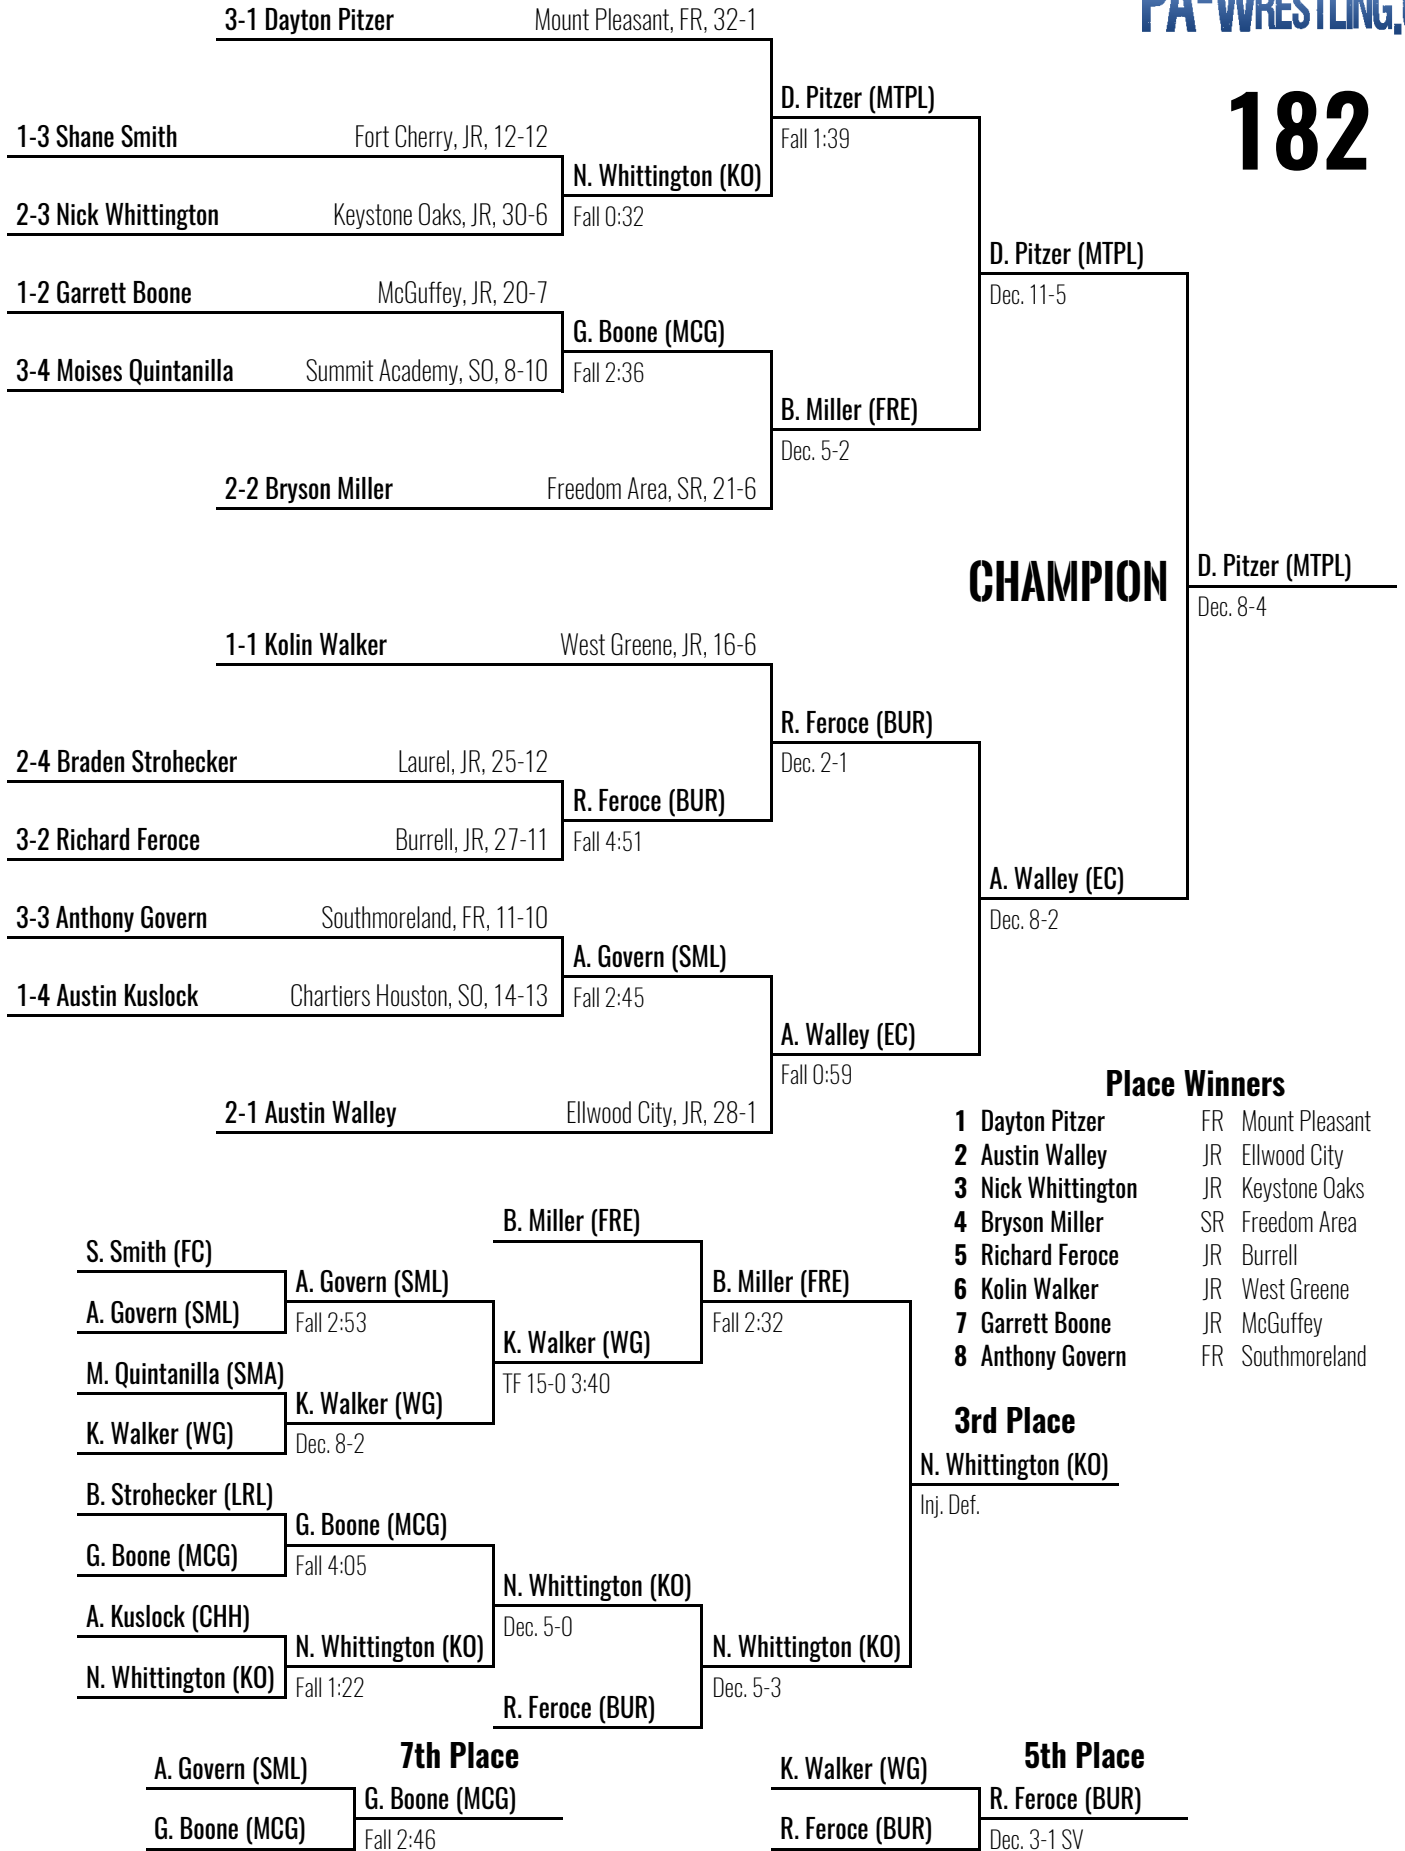 PA-WRESTLING.
182
3-1 Dayton Pitzer Mount Pleasant, FR, 32-1
D. Pitzer (MTPL)
Fall 1:39
1-3 Shane Smith Fort Cherry, JR, 12-12
N. Whittington (KO)
Fall 0:32
2-3 Nick Whittington Keystone Oaks, JR, 30-6
D. Pitzer (MTPL)
Dec. 11-5
1-2 Garrett Boone McGuffey, JR, 20-7
G. Boone (MCG)
Fall 2:36
3-4 Moises Quintanilla Summit Academy, SO, 8-10
B. Miller (FRE)
Dec. 5-2
2-2 Bryson Miller Freedom Area, SR, 21-6
CHAMPION
D. Pitzer (MTPL)
Dec. 8-4
1-1 Kolin Walker West Greene, JR, 16-6
R. Feroce (BUR)
Dec. 2-1
2-4 Braden Strohecker Laurel, JR, 25-12
R. Feroce (BUR)
Fall 4:51
3-2 Richard Feroce Burrell, JR, 27-11
A. Walley (EC)
Dec. 8-2
3-3 Anthony Govern Southmoreland, FR, 11-10
A. Govern (SML)
Fall 2:45
1-4 Austin Kuslock Chartiers Houston, SO, 14-13
A. Walley (EC)
Fall 0:59
2-1 Austin Walley Ellwood City, JR, 28-1
Place Winners
1 Dayton Pitzer FR Mount Pleasant
2 Austin Walley JR Ellwood City
3 Nick Whittington JR Keystone Oaks
4 Bryson Miller SR Freedom Area
5 Richard Feroce JR Burrell
6 Kolin Walker JR West Greene
7 Garrett Boone JR McGuffey
8 Anthony Govern FR Southmoreland
B. Miller (FRE)
S. Smith (FC)
A. Govern (SML)
Fall 2:53
A. Govern (SML)
B. Miller (FRE)
Fall 2:32
K. Walker (WG)
TF 15-0 3:40
M. Quintanilla (SMA)
K. Walker (WG)
Dec. 8-2
K. Walker (WG)
3rd Place
N. Whittington (KO)
Inj. Def.
B. Strohecker (LRL)
G. Boone (MCG)
Fall 4:05
G. Boone (MCG)
N. Whittington (KO)
Dec. 5-0
A. Kuslock (CHH)
N. Whittington (KO)
Fall 1:22
N. Whittington (KO)
N. Whittington (KO)
Dec. 5-3
R. Feroce (BUR)
7th Place
A. Govern (SML)
G. Boone (MCG)
Fall 2:46
G. Boone (MCG)
5th Place
K. Walker (WG)
R. Feroce (BUR)
Dec. 3-1 SV
R. Feroce (BUR)